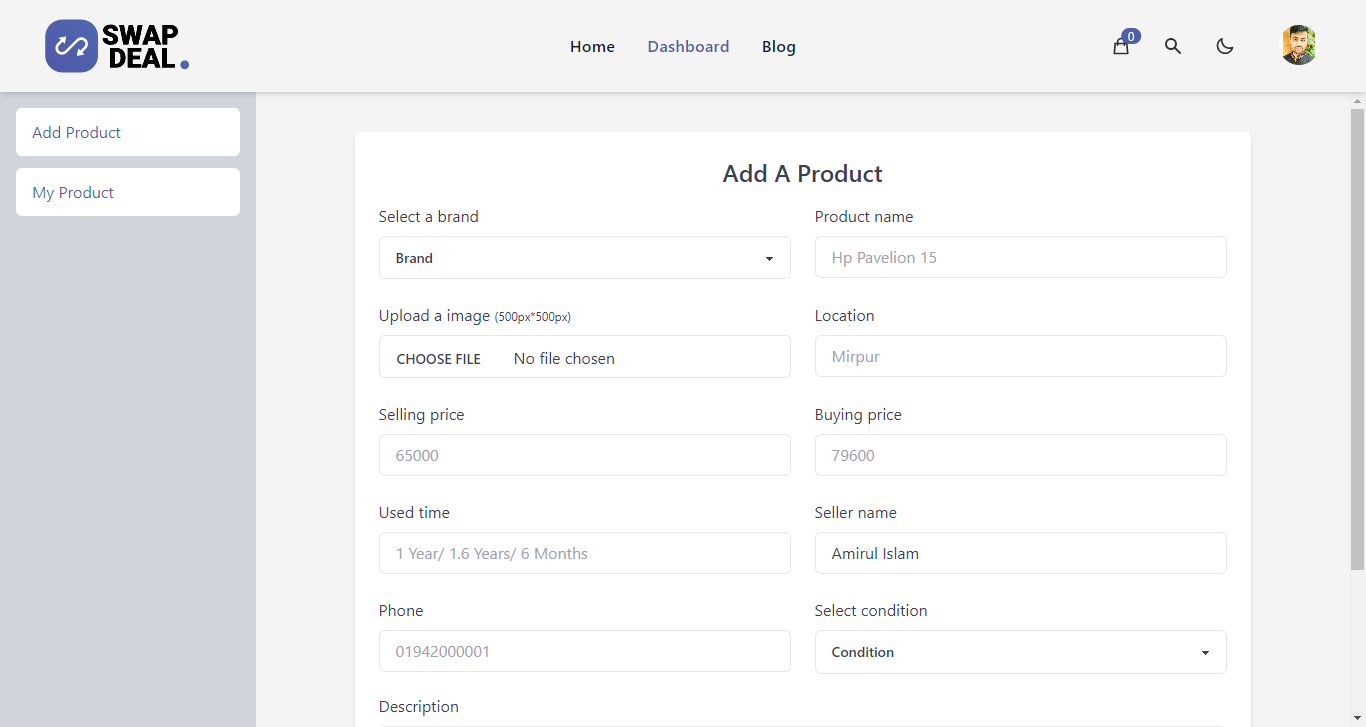 SWAP
DEAL.
Home Dashboard Blog
0
Add Product
My Product
Add A Product
Select a brand
Brand
Product name
Hp Pavelion 15
Upload a image (500px*500px)
CHOOSE FILE No file chosen
Location
Mirpur
Selling price
65000
Buying price
79600
Used time
1 Year/ 1.6 Years/ 6 Months
Seller name
Amirul Islam
Phone
01942000001
Select condition
Condition
Description